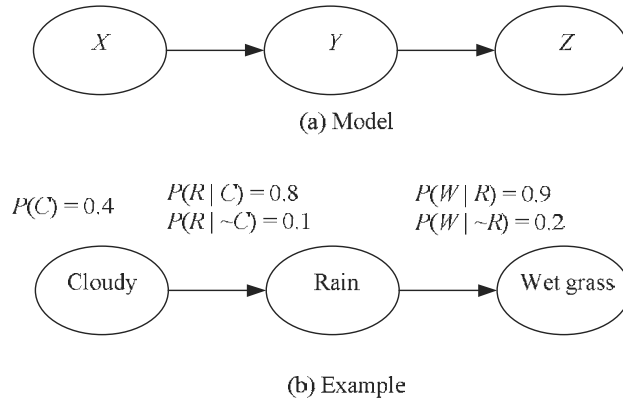 X Y Z
(a) Model
P(C) = 0.4
P(R | C) = 0.8
P(R | ~C) = 0.1
P(W | R) = 0.9
P(W | ~R) = 0.2
Cloudy Rain Wet grass
(b) Example